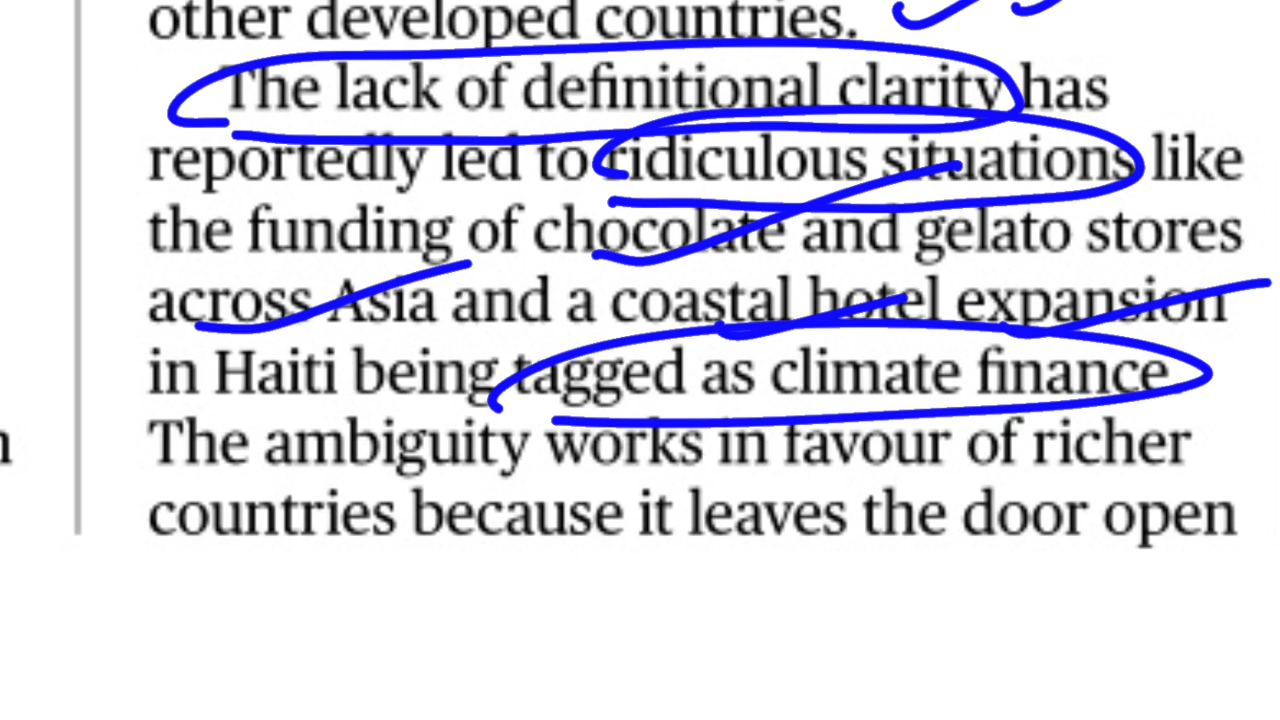 other developed countries.
The lack of definitional clarity has
reportedly led to ridiculous situations like
the funding of chocolate and gelato stores
across Asia and a coastal hotel expansion
in Haiti being tagged as climate finance
The ambiguity works in favour of richer
countries because it leaves the door open